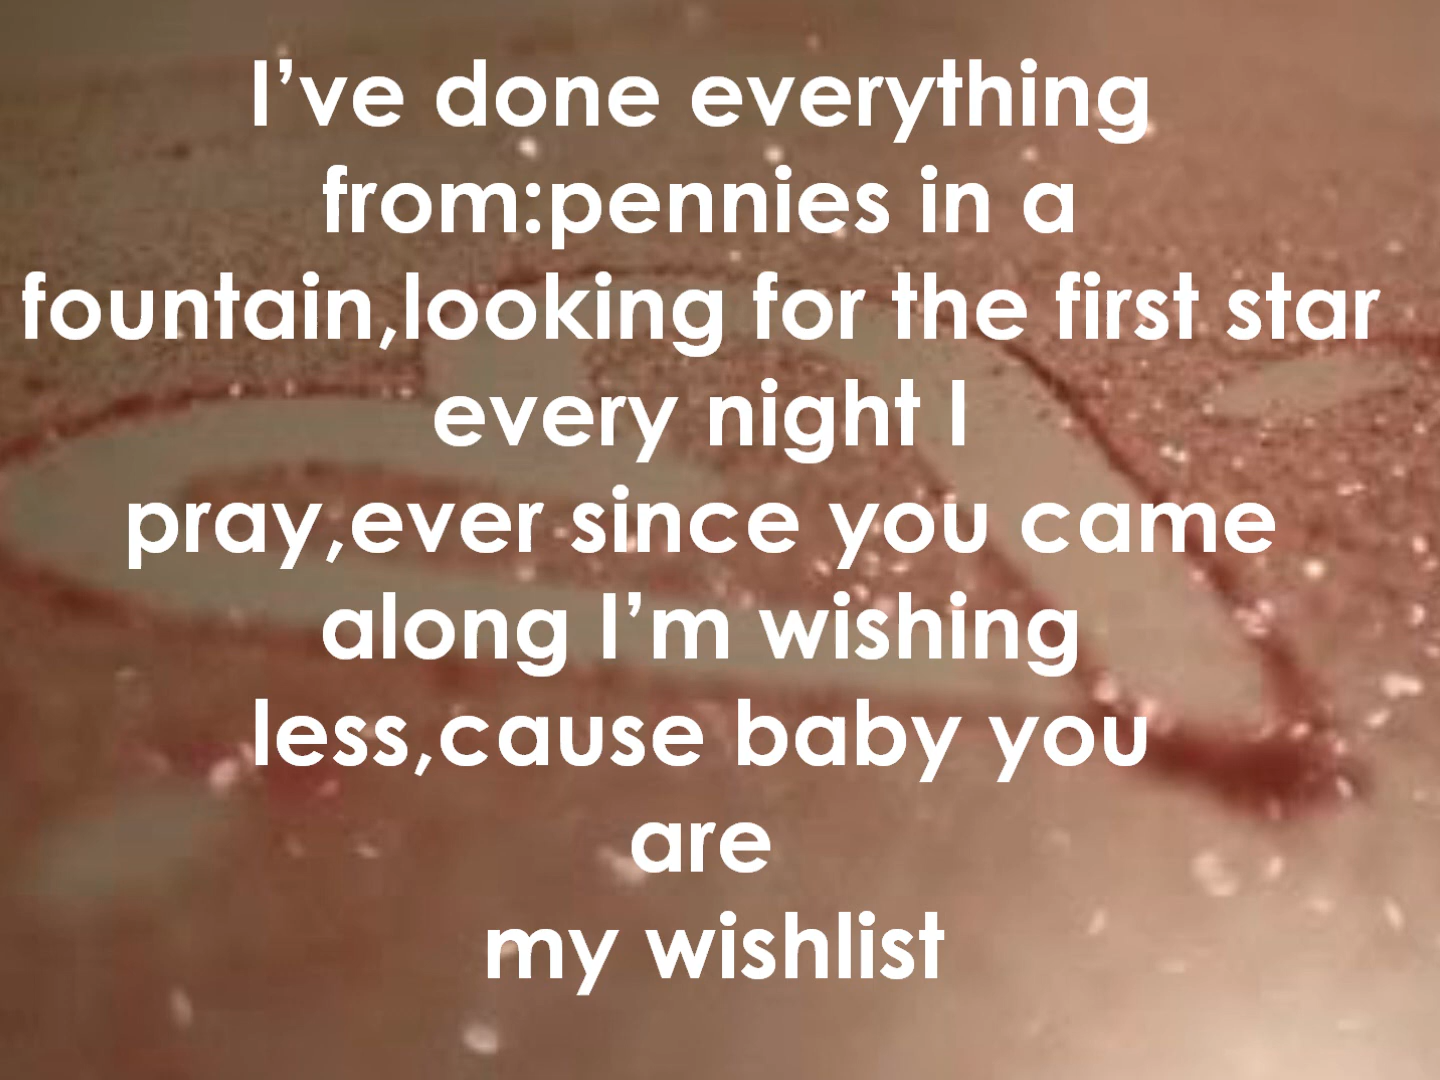 I’ve done everything
from:pennies in a
fountain,looking for the first star
every night I
pray,ever since you came
along I’m wishing
less,cause baby you
are
my wishlist